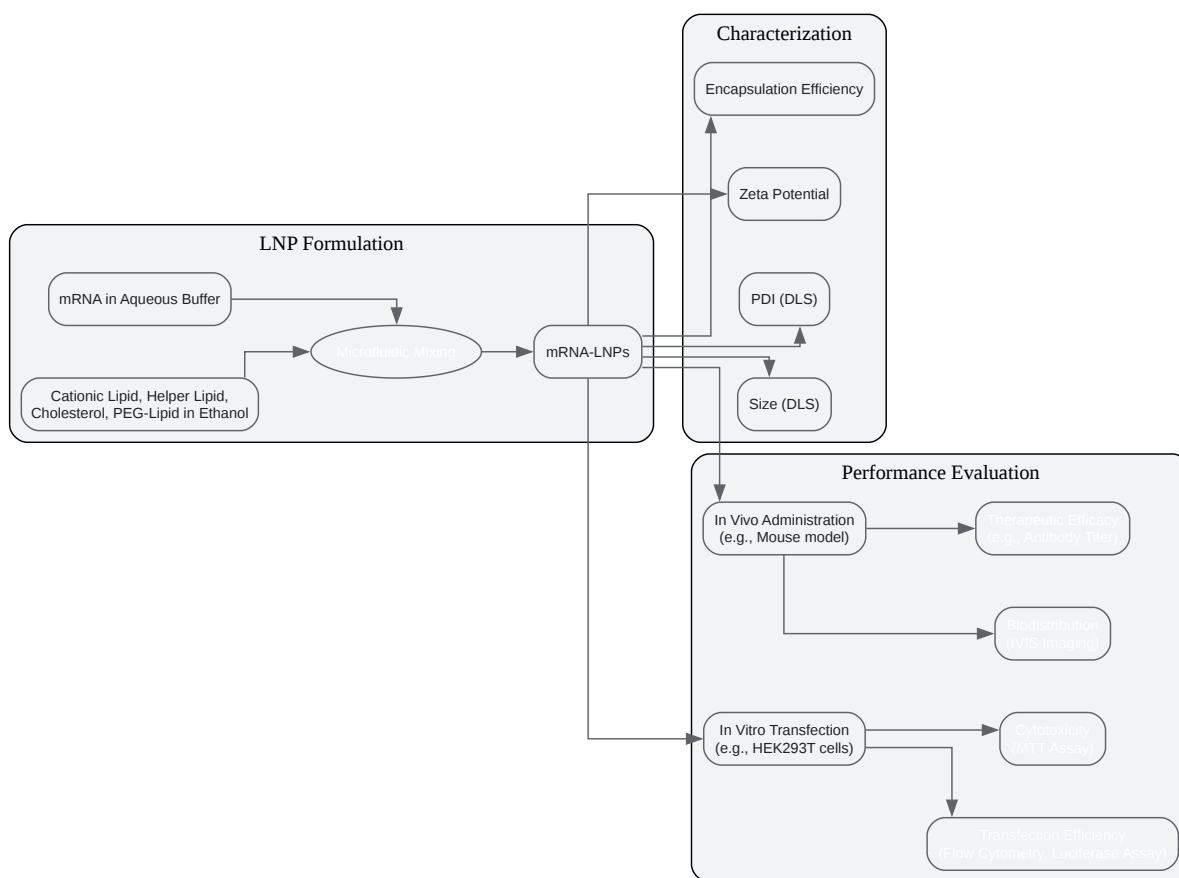 Characterization
Encapsulation Efficiency
Zeta Potential
PDI (DLS)
Size (DLS)
LNP Formulation
mRNA in Aqueous Buffer
Microfluidic Mixing
mRNA-LNPs
Cationic Lipid, Helper Lipid,
Cholesterol, PEG-Lipid in Ethanol
Performance Evaluation
In Vivo Administration
(e.g., Mouse model)
Therapeutic Efficacy
(e.g., Antibody Titer)
Biodistribution
(IVIS Imaging)
In Vitro Transfection
(e.g., HEK293T cells)
Cytotoxicity
(MTT Assay)
Transfection Efficiency
(Flow Cytometry, Luciferase Assay)